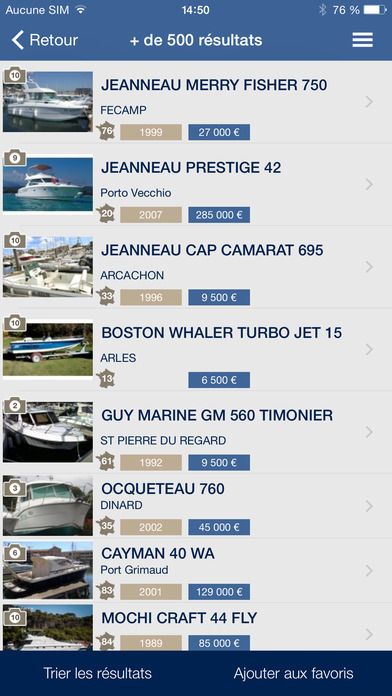 Aucune SIM 14:50 76 %
Retour + de 500 résultats
10
JEANNEAU MERRY FISHER 750
FECAMP
76 1999 27 000 €
9
JEANNEAU PRESTIGE 42
Porto Vecchio
20 2007 285 000 €
10
JEANNEAU CAP CAMARAT 695
ARCACHON
33 1996 9 500 €
10
BOSTON WHALER TURBO JET 15
ARLES
13 6 500 €
2
GUY MARINE GM 560 TIMONIER
ST PIERRE DU REGARD
61 1992 9 500 €
3
OCQUETEAU 760
DINARD
35 2002 45 000 €
6
CAYMAN 40 WA
Port Grimaud
83 2001 129 000 €
10
MOCHI CRAFT 44 FLY
84 1989 85 000 €
Trier les résultats Ajouter aux favoris